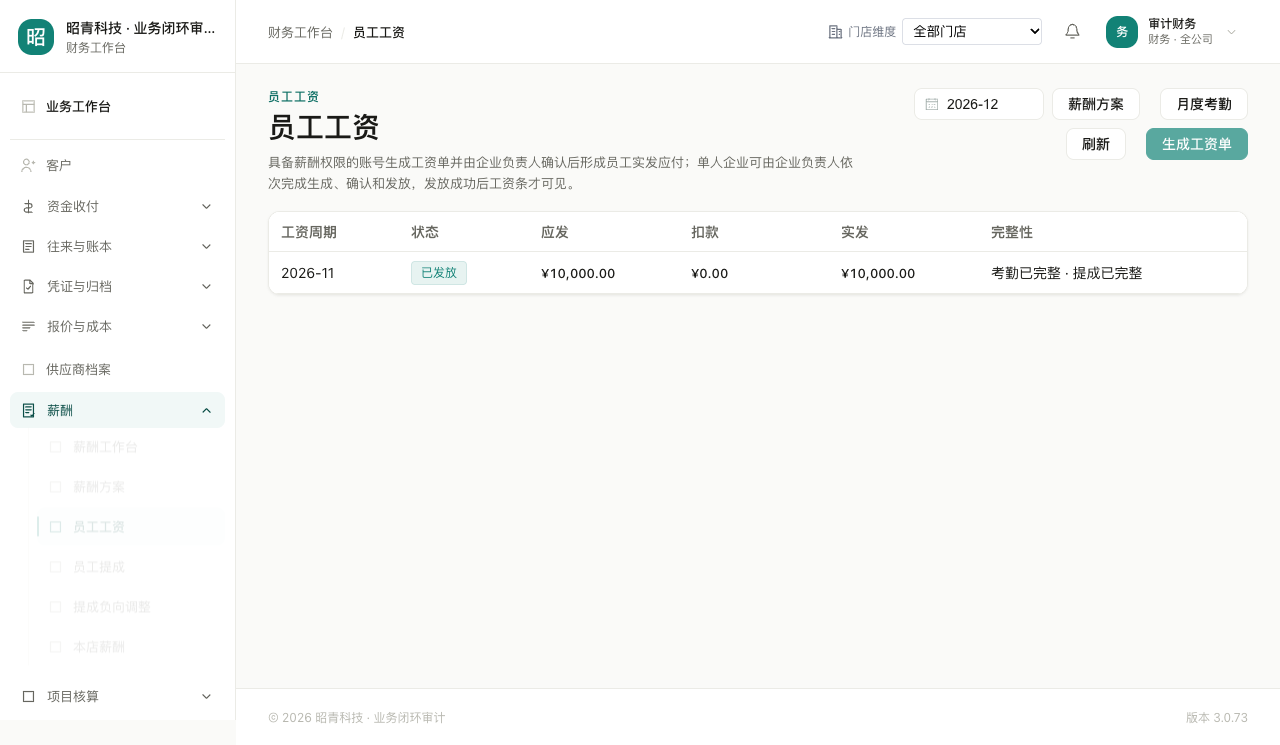 昭
昭青科技 · 业务闭环审...
财务工作台
业务工作台
客户
资金收付
往来与账本
凭证与归档
报价与成本
供应商档案
薪酬
薪酬工作台
薪酬方案
员工工资
员工提成
提成负向调整
本店薪酬
项目核算
财务工作台 / 员工工资
门店维度 全部门店
务
审计财务
财务 · 全公司
员工工资
员工工资
具备薪酬权限的账号生成工资单并由企业负责人确认后形成员工实发应付；单人企业可由企业负责人依
次完成生成、确认和发放，发放成功后工资条才可见。
2026-12 薪酬方案 月度考勤
刷新 生成工资单
工资周期 状态 应发 扣款 实发 完整性
2026-11 已发放 ¥10,000.00 ¥0.00 ¥10,000.00 考勤已完整 · 提成已完整
© 2026 昭青科技 · 业务闭环审计
版本 3.0.73